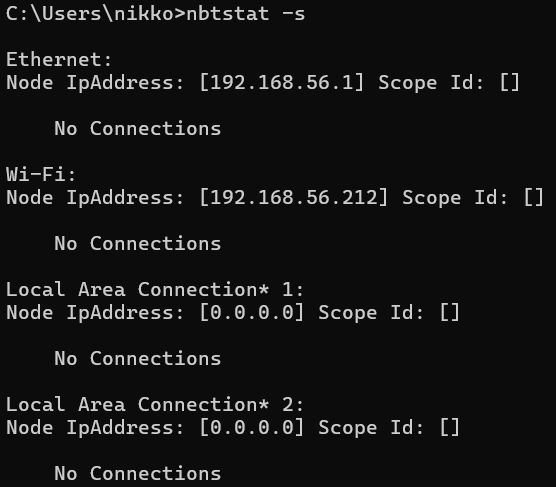 C:\Users\nikko>nbtstat -s
Ethernet:
Node IpAddress: [192.168.56.1] Scope Id: []
No Connections
Wi-Fi:
Node IpAddress: [192.168.56.212] Scope Id: []
No Connections
Local Area Connection* 1:
Node IpAddress: [0.0.0.0] Scope Id: []
No Connections
Local Area Connection* 2:
Node IpAddress: [0.0.0.0] Scope Id: []
No Connections